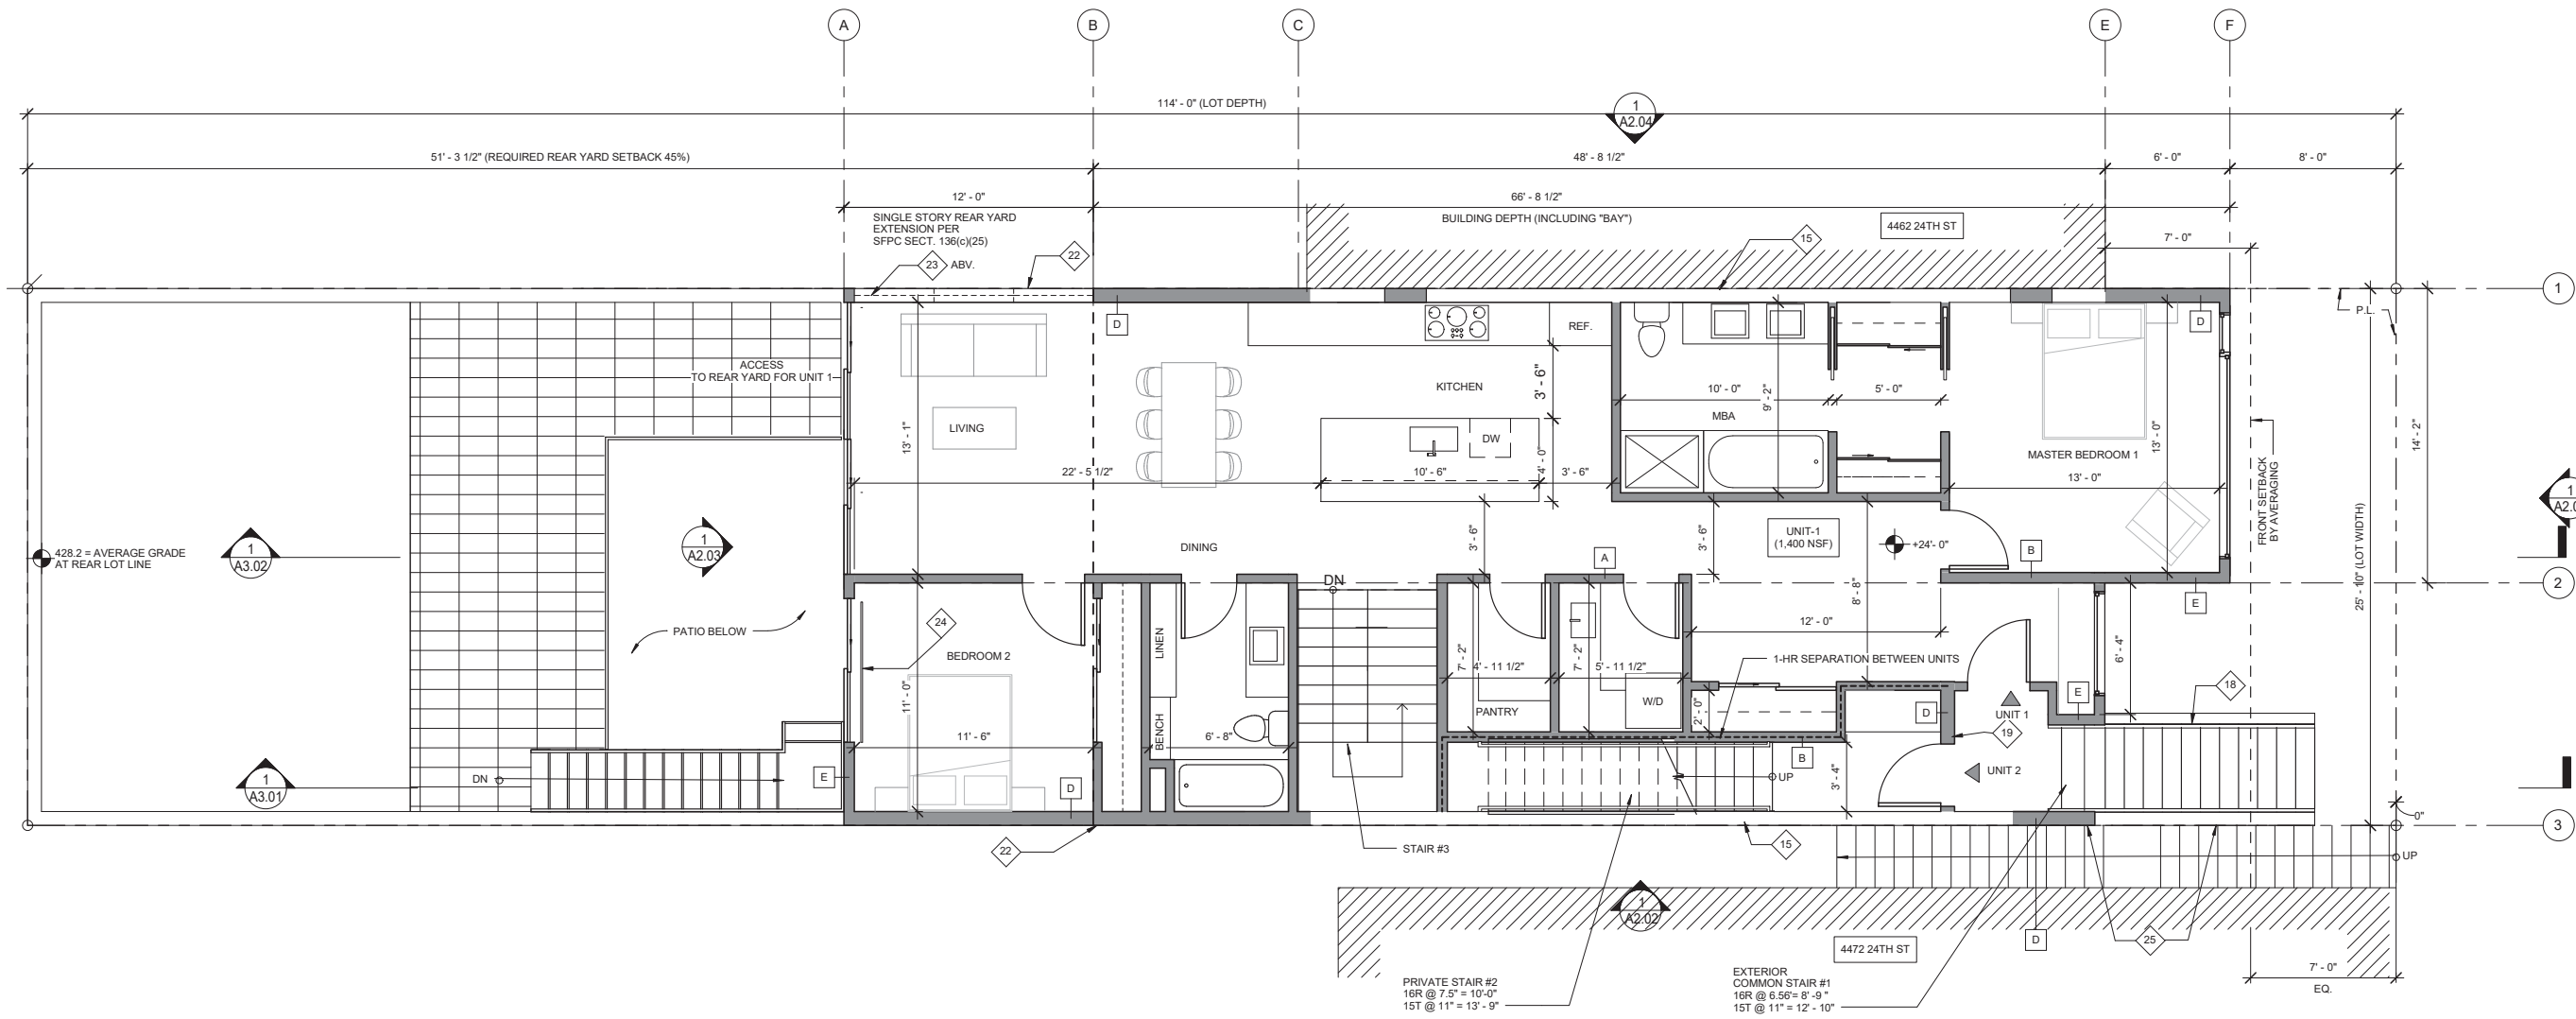 A
B
C
E
F
114' - 0" (LOT DEPTH)
1
A2.04
51' - 3 1/2" (REQUIRED REAR YARD SETBACK 45%)
48' - 8 1/2"
6' - 0"
8' - 0"
12' - 0"
66' - 8 1/2"
SINGLE STORY REAR YARD
EXTENSION PER
SFPC SECT. 136(c)(25)
BUILDING DEPTH (INCLUDING "BAY")
4462 24TH ST
7' - 0"
23
ABV.
22
15
1
D
D
P.L.
REF.
ACCESS
TO REAR YARD FOR UNIT 1
KITCHEN
3' - 6"
10' - 0"
9' - 2"
5' - 0"
MBA
LIVING
13' - 1"
DW
14' - 2"
MASTER BEDROOM 1
13' - 0"
22' - 5 1/2"
10' - 6"
4' - 0"
3' - 6"
13' - 0"
FRONT SETBACK
BY AVERAGING
25' - 10" (LOT WIDTH)
1
428.2 = AVERAGE GRADE
AT REAR LOT LINE
1
A3.02
1
A2.03
DINING
3' - 6"
3' - 6"
UNIT-1
(1,400 NSF)
+24'- 0"
A
B
DN
2
E
PATIO BELOW
24
BEDROOM 2
LINEN
7' - 2"
4' - 11 1/2"
7' - 2"
5' - 11 1/2"
12' - 0"
8' - 8"
6' - 4"
1-HR SEPARATION BETWEEN UNITS
18
11' - 0"
W/D
PANTRY
2' - 0"
D
UNIT 1
E
BENCH
19
11' - 6"
6' - 8"
B
DN
E
D
UP
3' - 4"
UNIT 2
1
A3.01
0"
3
22
STAIR #3
15
UP
1
A2.02
4472 24TH ST
D
25
PRIVATE STAIR #2
16R @ 7.5" = 10'-0"
15T @ 11" = 13' - 9"
EXTERIOR
COMMON STAIR #1
16R @ 6.56'= 8' -9 "
15T @ 11" = 12' - 10"
7' - 0"
EQ.